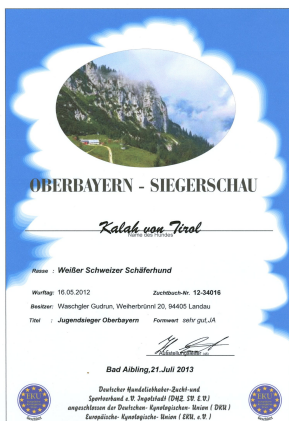 OBERBAYERN - SIEGERSCHAU
Kalah von Tirol
Name des Hundes
Rasse : Weißer Schweizer Schäferhund
Wurftag: 16.05.2012 Zuchtbuch-Nr. 12-34016
Besitzer: Waschgler Gudrun, Weiherbrünnl 20, 94405 Landau
Titel : Jugendsieger Oberbayern Formwert sehr gut,JA
Ausstellungsleiter
Bad Aibling,21.Juli 2013
Deutscher Hundeliebhaber-Zucht-und
Sportverband e.V. Ingolstadt (DHZ. SV. E.V.)
angeschlossen der Deutschen- Kynologischen- Union ( DKU )
Europäische- Kynologische- Union ( EKU, e.V. )
EKU
EKU